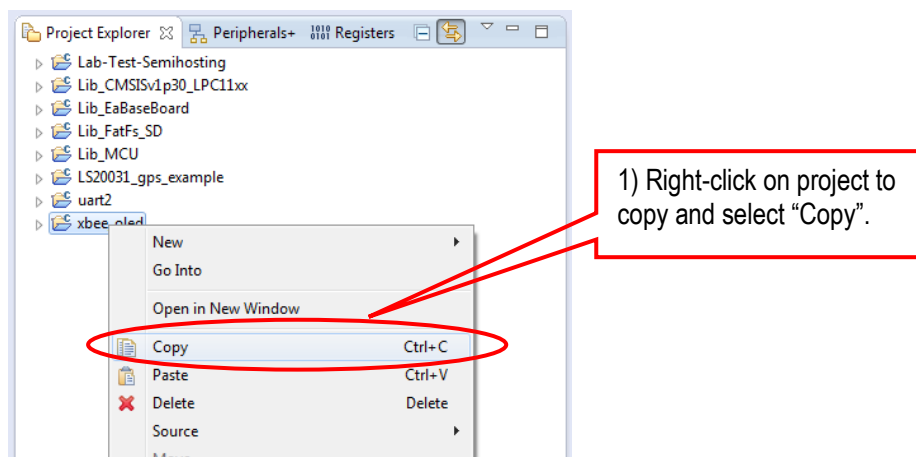 Project Explorer Peripherals+ Registers
Lab-Test-Semihosting
Lib_CMSISv1p30_LPC11xx
Lib_EaBaseBoard
Lib_FatFs_SD
Lib_MCU
LS20031_gps_example
uart2
xbee_oled
New
Go Into
Open in New Window
Copy Ctrl+C
Paste Ctrl+V
Delete Delete
Source
1) Right-click on project to
copy and select “Copy”.